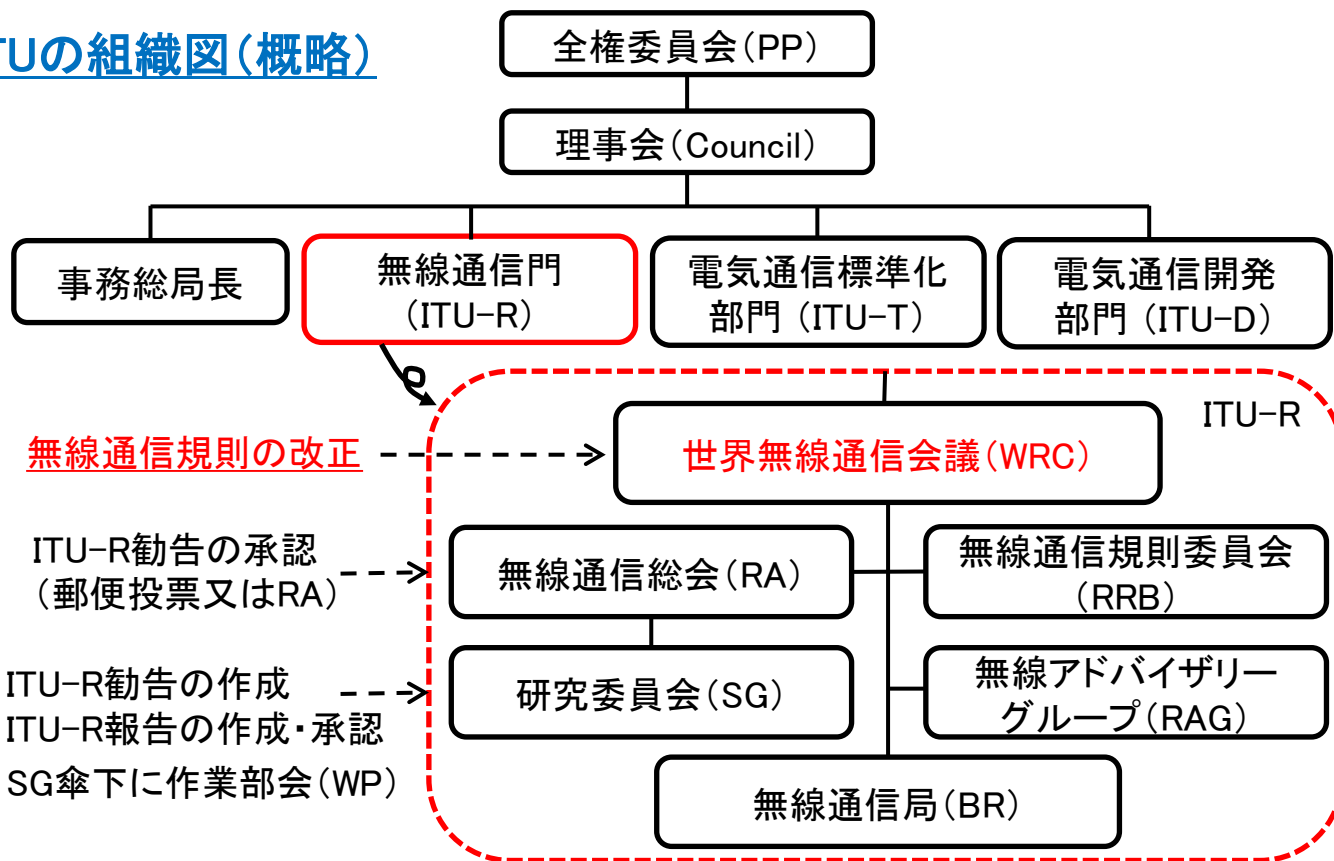 TUの組織図(概略)
全権委員会(PP)
理事会(Council)
事務総局長
無線通信門
(ITU-R)
電気通信標準化
部門 (ITU-T)
電気通信開発
部門 (ITU-D)
ITU-R
無線通信規則の改正
世界無線通信会議(WRC)
ITU-R勧告の承認
(郵便投票又はRA)
無線通信総会(RA)
無線通信規則委員会
(RRB)
ITU-R勧告の作成
ITU-R報告の作成・承認
SG傘下に作業部会(WP)
研究委員会(SG)
無線アドバイザリー
グループ(RAG)
無線通信局(BR)